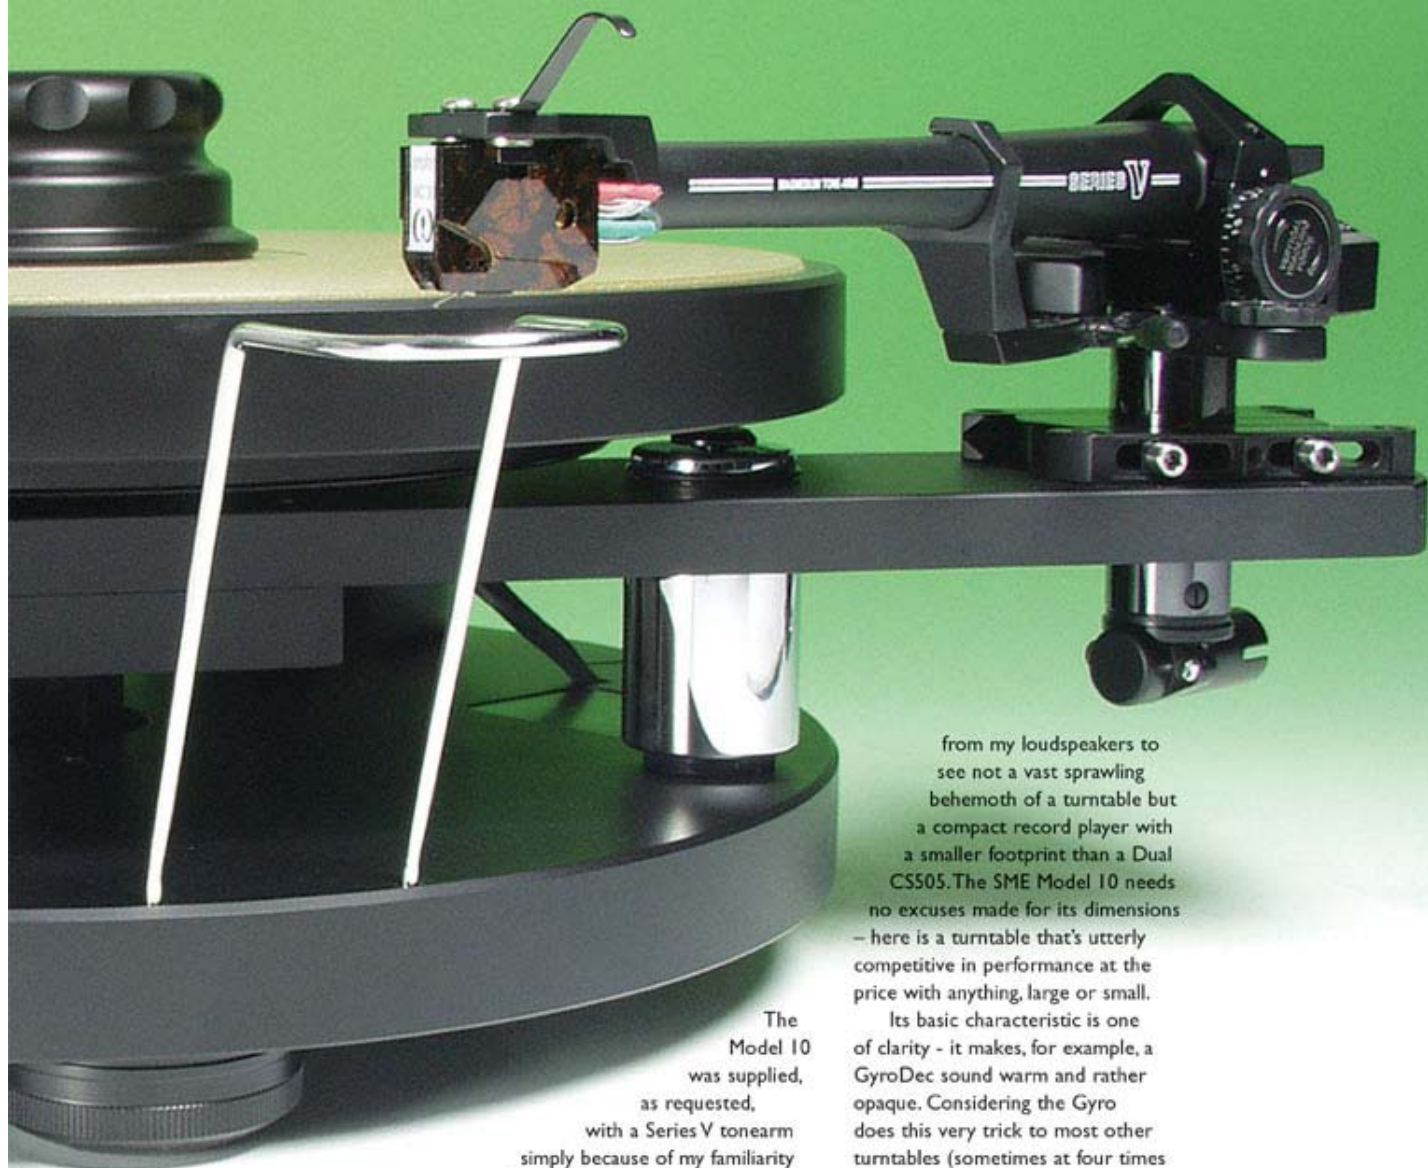 SERIES V
The
Model 10
was supplied,
as requested,
with a Series V tonearm
simply because of my familiarity
from my loudspeakers to
see not a vast sprawling
behemoth of a turntable but
a compact record player with
a smaller footprint than a Dual
CS505. The SME Model 10 needs
no excuses made for its dimensions
– here is a turntable that's utterly
competitive in performance at the
price with anything, large or small.
Its basic characteristic is one
of clarity - it makes, for example, a
GyroDec sound warm and rather
opaque. Considering the Gyro
does this very trick to most other
turntables (sometimes at four times